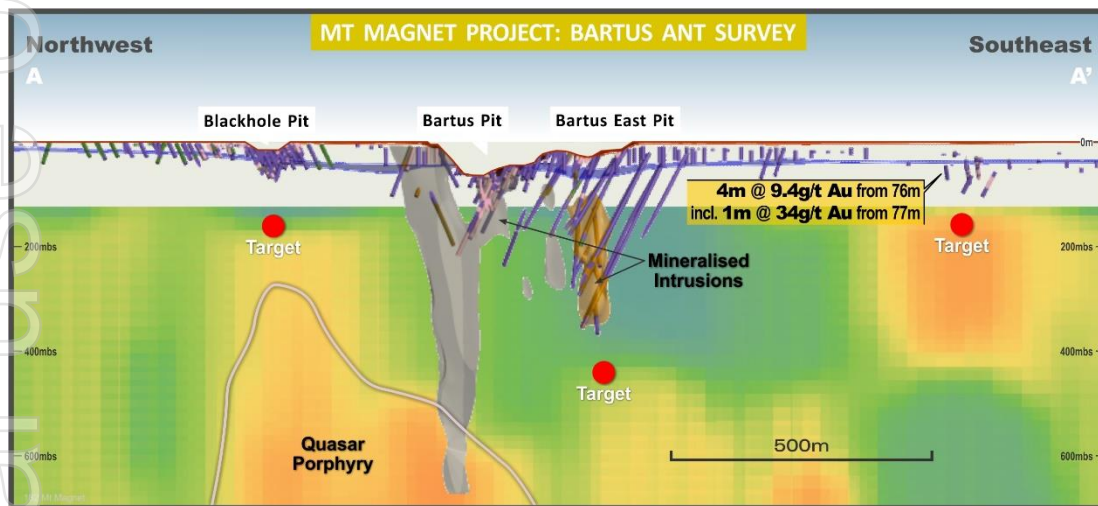 MT MAGNET PROJECT: BARTUS ANT SURVEY
Northwest
Southeast
A
A'
Blackhole Pit
Bartus Pit
Bartus East Pit
0m
4m @ 9.4g/t Au from 76m
incl. 1m @ 34g/t Au from 77m
Target
Target
200mbs
200mbs
Mineralised
Intrusions
400mbs
400mbs
Target
500m
Quasar
Porphyry
600mbs
600mbs